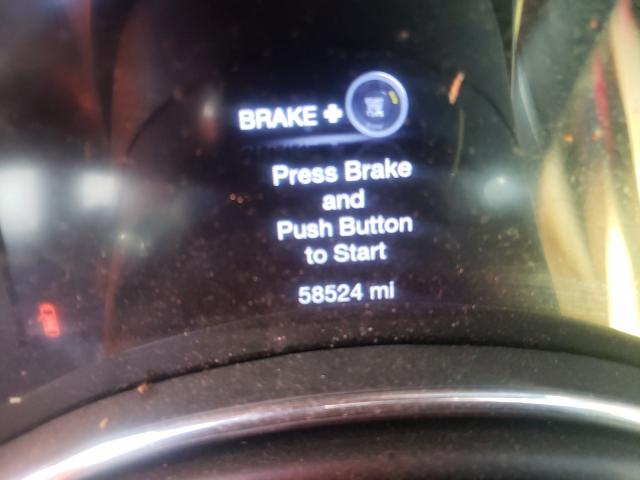 BRAKE +
Press Brake
and
Push Button
to Start
58524 mi